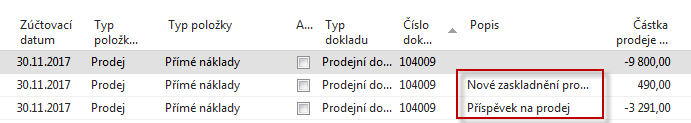 Zúčtovací datum Typ položk... Typ položky A... Typ dokladu Číslo dok... Popis Částka prodeje ...
30.11.2017 Prodej Přímé náklady Prodejní do... 104009 -9 800,00
30.11.2017 Prodej Přímé náklady Prodejní do... 104009 Nové zaskladnění pro... 490,00
30.11.2017 Prodej Přímé náklady Prodejní do... 104009 Příspěvek na prodej -3 291,00